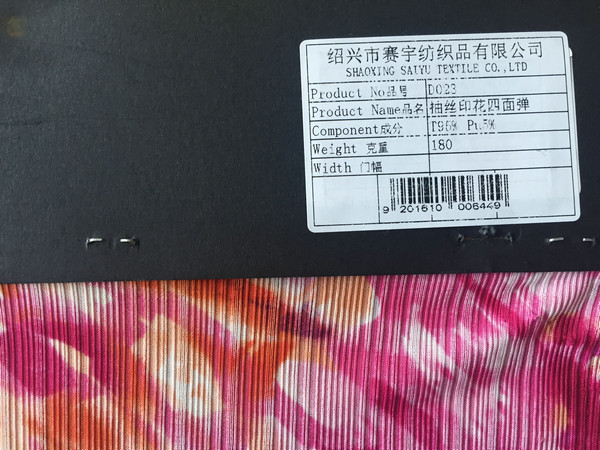 绍兴市赛宇纺织品有限公司
SHAOXING SAIYU TEXTILE CO.,LTD
Product No品号 D023
Product Name品名 抽丝印花四面弹
Component成分 T95% Pu5%
Weight 克重 180
Width 门幅
9 201610 006449